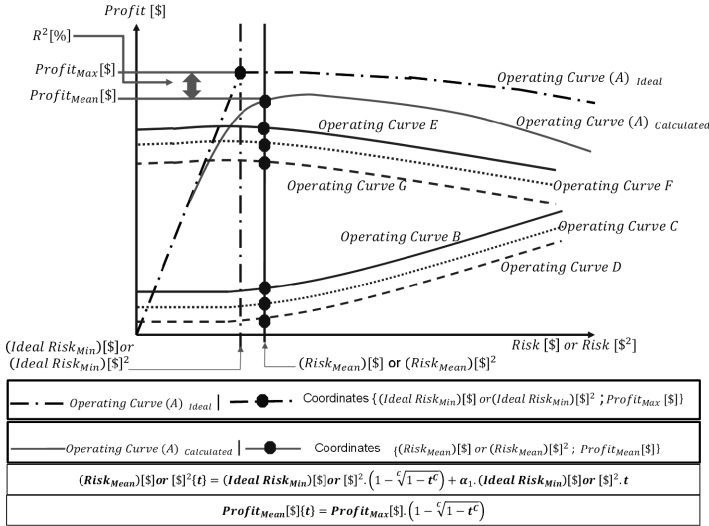 Profit [$]
R²[%]
Profit_Max[$]
Profit_Mean[$]
Operating Curve (A) Ideal
Operating Curve E
Operating Curve (A) Calculated
Operating Curve G
Operating Curve F
Operating Curve B
Operating Curve C
Operating Curve D
Risk [$] or Risk [$²]
(Ideal Risk_Min)[$]or
(Ideal Risk_Min)[$]²
(Risk_Mean)[$] or (Risk_Mean)[$]²
Operating Curve (A) Ideal | Coordinates {(Ideal Risk_Min)[$] or(Ideal Risk_Min)[$]² ; Profit_Max [$]}
Operating Curve (A) Calculated | Coordinates {(Risk_Mean)[$] or (Risk_Mean)[$]² ; Profit_Mean[$]}
(Risk_Mean)[$]or [$]²{t} = (Ideal Risk_Min)[$]or [$]².(1 − ᶜ√(1 − tᶜ)) + α₁.(Ideal Risk_Min)[$]or [$]².t
Profit_Mean[$]{t} = Profit_Max[$].(1 − ᶜ√(1 − tᶜ))